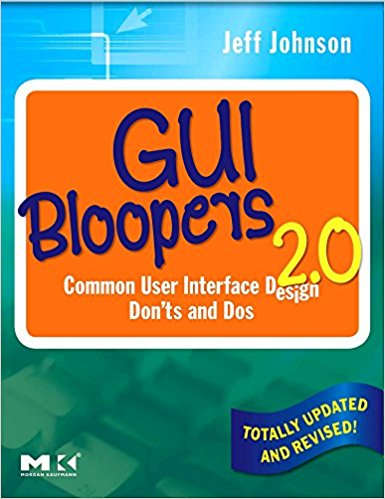 Jeff Johnson
GUI
Bloopers
2.0
Common User Interface Design
Don'ts and Dos
TOTALLY UPDATED
AND REVISED!
MK
MORGAN KAUFMANN